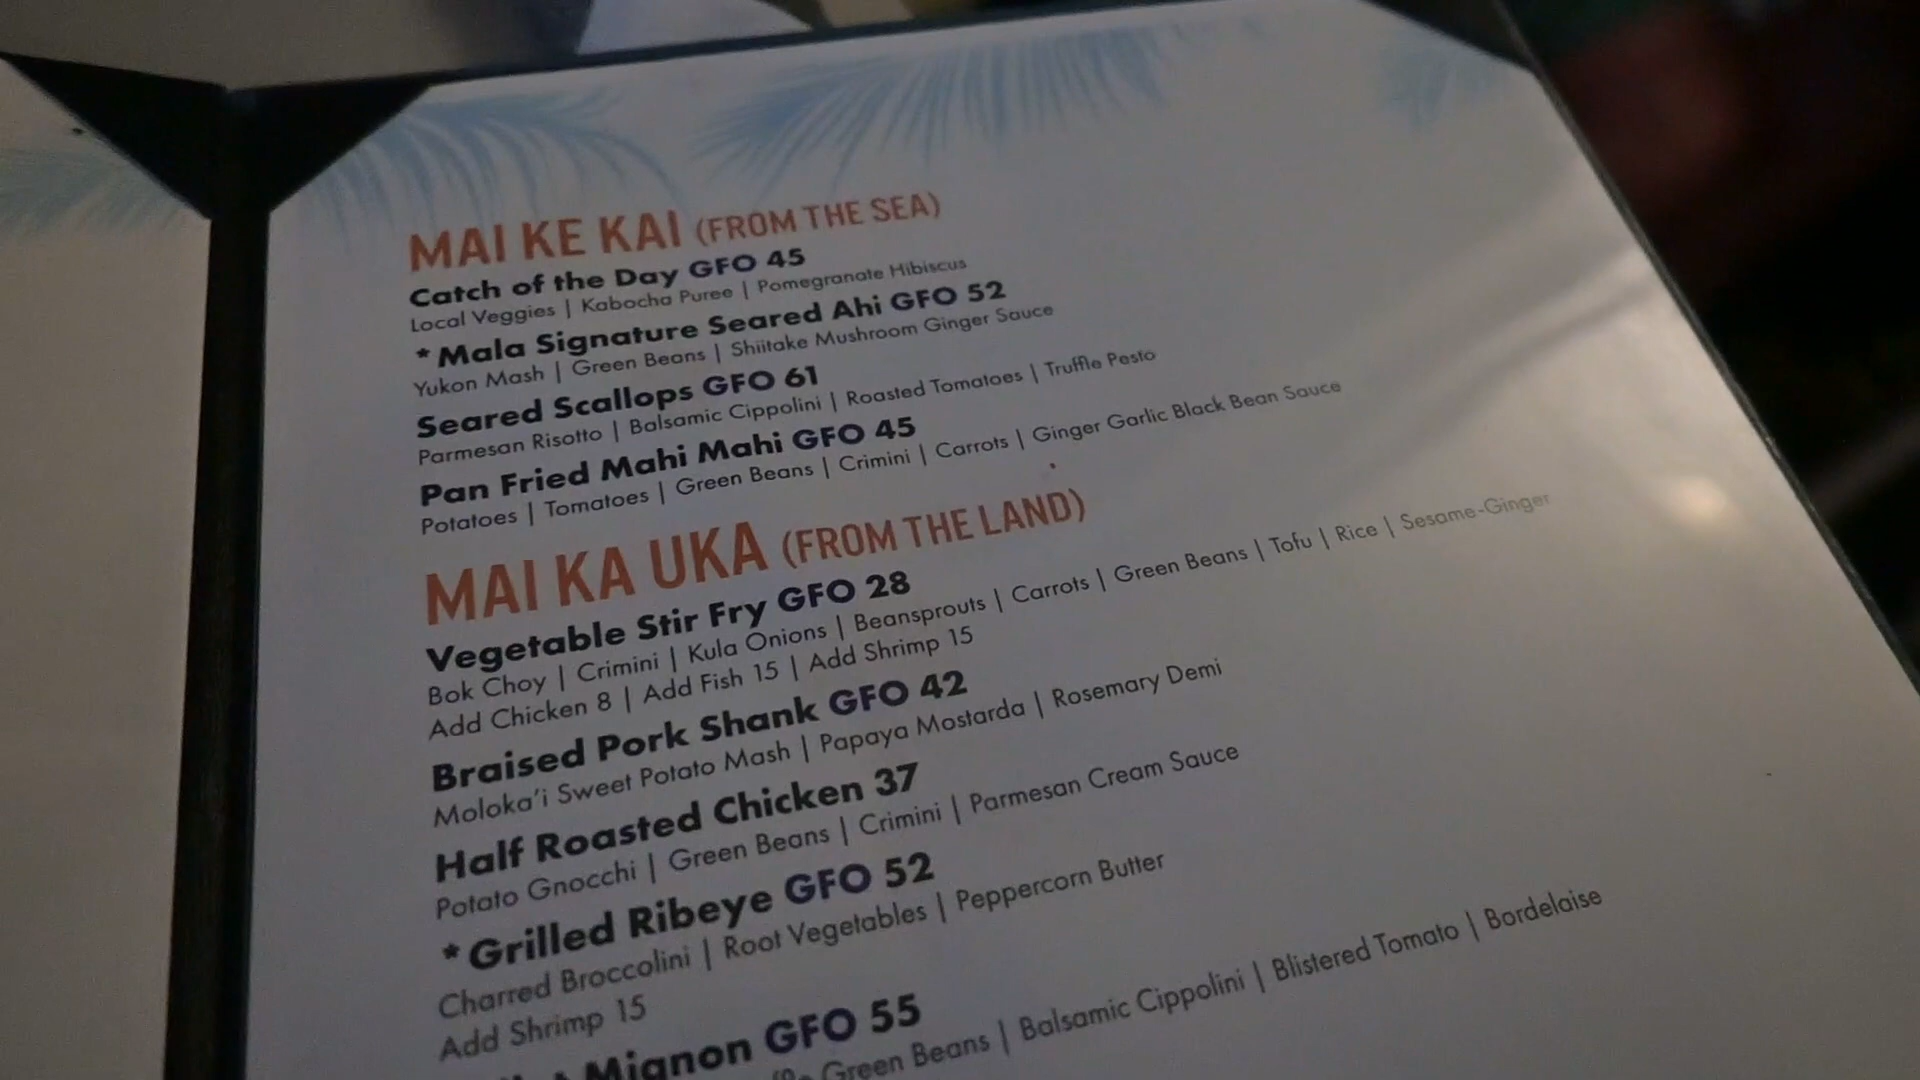 MAI KE KAI (FROM THE SEA)
Catch of the Day GFO 45
Local Veggies | Kabocha Puree | Pomegranate Hibiscus
* Mala Signature Seared Ahi GFO 52
Yukon Mash | Green Beans | Shiitake Mushroom Ginger Sauce
Seared Scallops GFO 61
Parmesan Risotto | Balsamic Cippolini | Roasted Tomatoes | Truffle Pesto
Pan Fried Mahi Mahi GFO 45
Potatoes | Tomatoes | Green Beans | Crimini | Carrots | Ginger Garlic Black Bean Sauce
MAI KA UKA (FROM THE LAND)
Vegetable Stir Fry GFO 28
Bok Choy | Crimini | Kula Onions | Beansprouts | Carrots | Green Beans | Tofu | Rice | Sesame-Ginger
Add Chicken 8 | Add Fish 15 | Add Shrimp 15
Braised Pork Shank GFO 42
Moloka'i Sweet Potato Mash | Papaya Mostarda | Rosemary Demi
Half Roasted Chicken 37
Potato Gnocchi | Green Beans | Crimini | Parmesan Cream Sauce
* Grilled Ribeye GFO 52
Charred Broccolini | Root Vegetables | Peppercorn Butter
Add Shrimp 15
Mignon GFO 55
Green Beans | Balsamic Cippolini | Blistered Tomato | Bordelaise